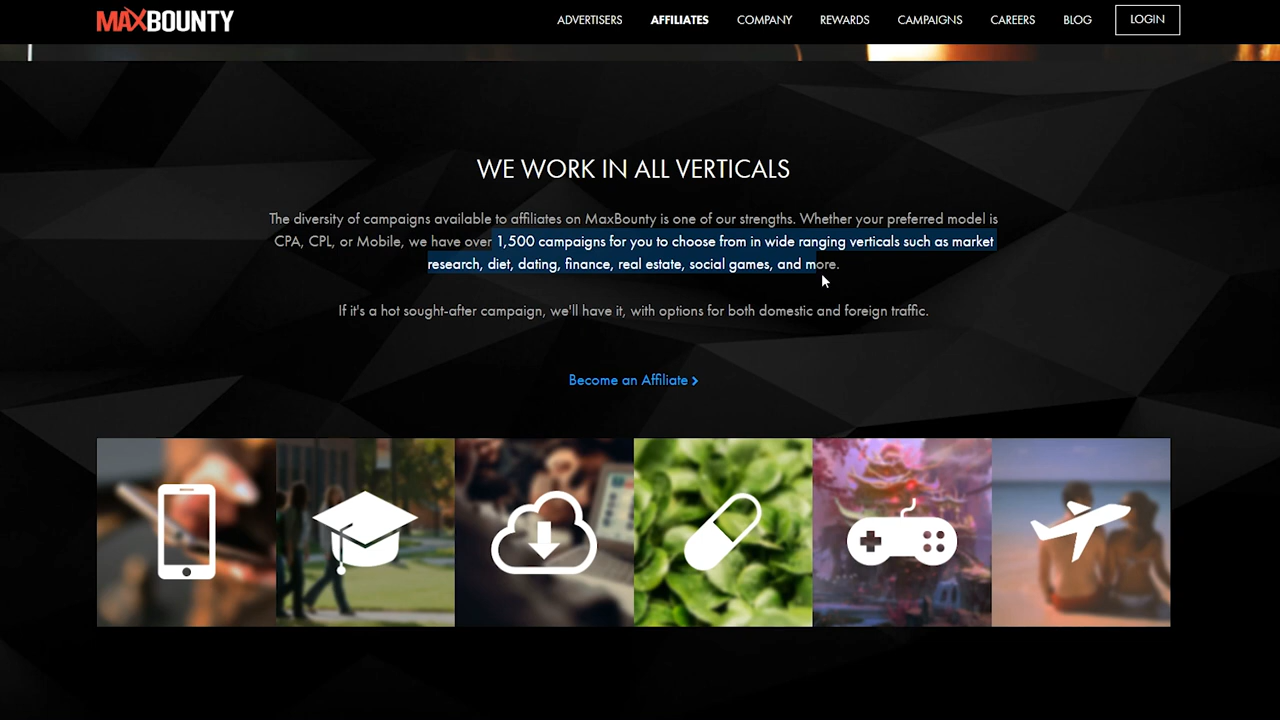 MAXBOUNTY
ADVERTISERS AFFILIATES COMPANY REWARDS CAMPAIGNS CAREERS BLOG LOGIN
WE WORK IN ALL VERTICALS
The diversity of campaigns available to affiliates on MaxBounty is one of our strengths. Whether your preferred model is
CPA, CPL, or Mobile, we have over 1,500 campaigns for you to choose from in wide ranging verticals such as market
research, diet, dating, finance, real estate, social games, and more.
If it's a hot sought-after campaign, we'll have it, with options for both domestic and foreign traffic.
Become an Affiliate